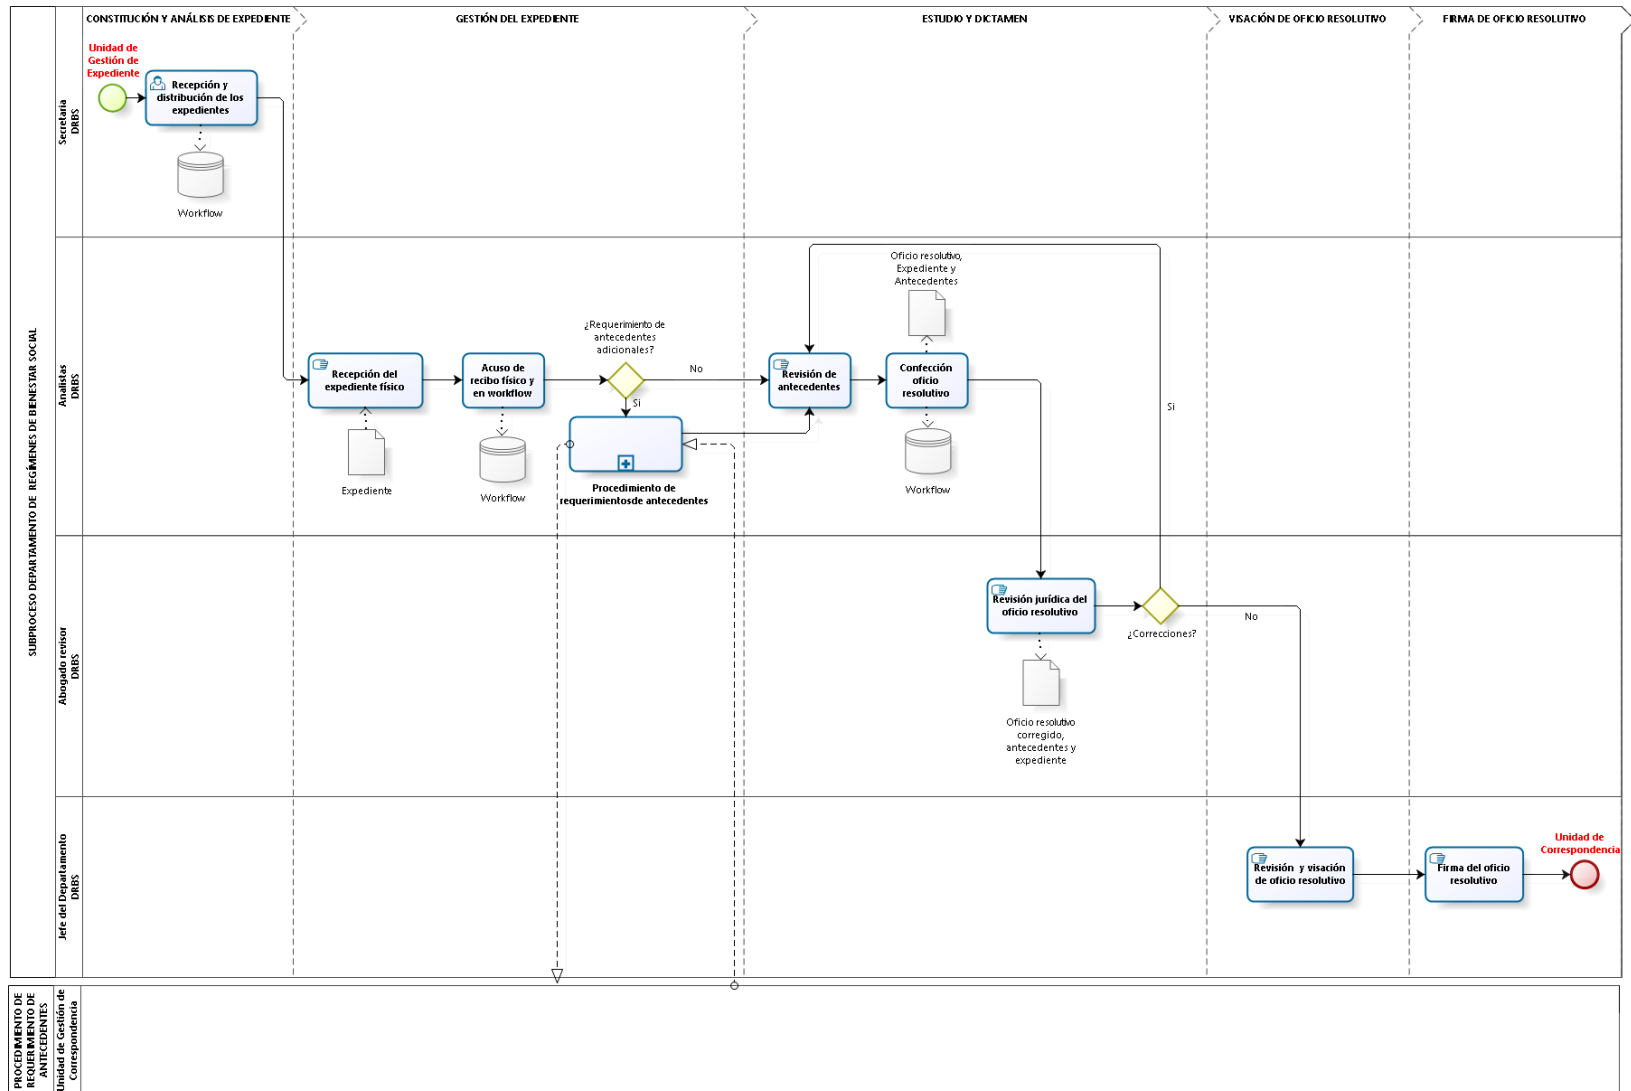 CONSTITUCIÓN Y ANÁLISIS DE EXPEDIENTE
GESTIÓN DEL EXPEDIENTE
ESTUDIO Y DICTAMEN
VISACIÓN DE OFICIO RESOLUTIVO
FIRMA DE OFICIO RESOLUTIVO
SUBPROCESO DEPARTAMENTO DE REGÍMENES DE BIENESTAR SOCIAL
Secretaria
DRBS
Unidad de
Gestión de
Expediente
Recepción y
distribución de los
expedientes
Workflow
Analistas
DRBS
Recepción del
expediente físico
Expediente
Acuso de
recibo físico y
en workflow
Workflow
¿Requerimiento de
antecedentes
adicionales?
No
Si
Procedimiento de
requerimientosde antecedentes
Revisión de
antecedentes
Oficio resolutivo,
Expediente y
Antecedentes
Confección
oficio
resolutivo
Workflow
Si
Abogado revisor
DRBS
Revisión jurídica del
oficio resolutivo
¿Correcciones?
No
Oficio resolutivo
corregido,
antecedentes y
expediente
Jefe del Departamento
DRBS
Revisión y visación
de oficio resolutivo
Firma del oficio
resolutivo
Unidad de
Correspondencia
PROCEDIMIENTO DE
REQUERIMIENTO DE
ANTECEDENTES
Unidad de Gestión de
Correspondencia